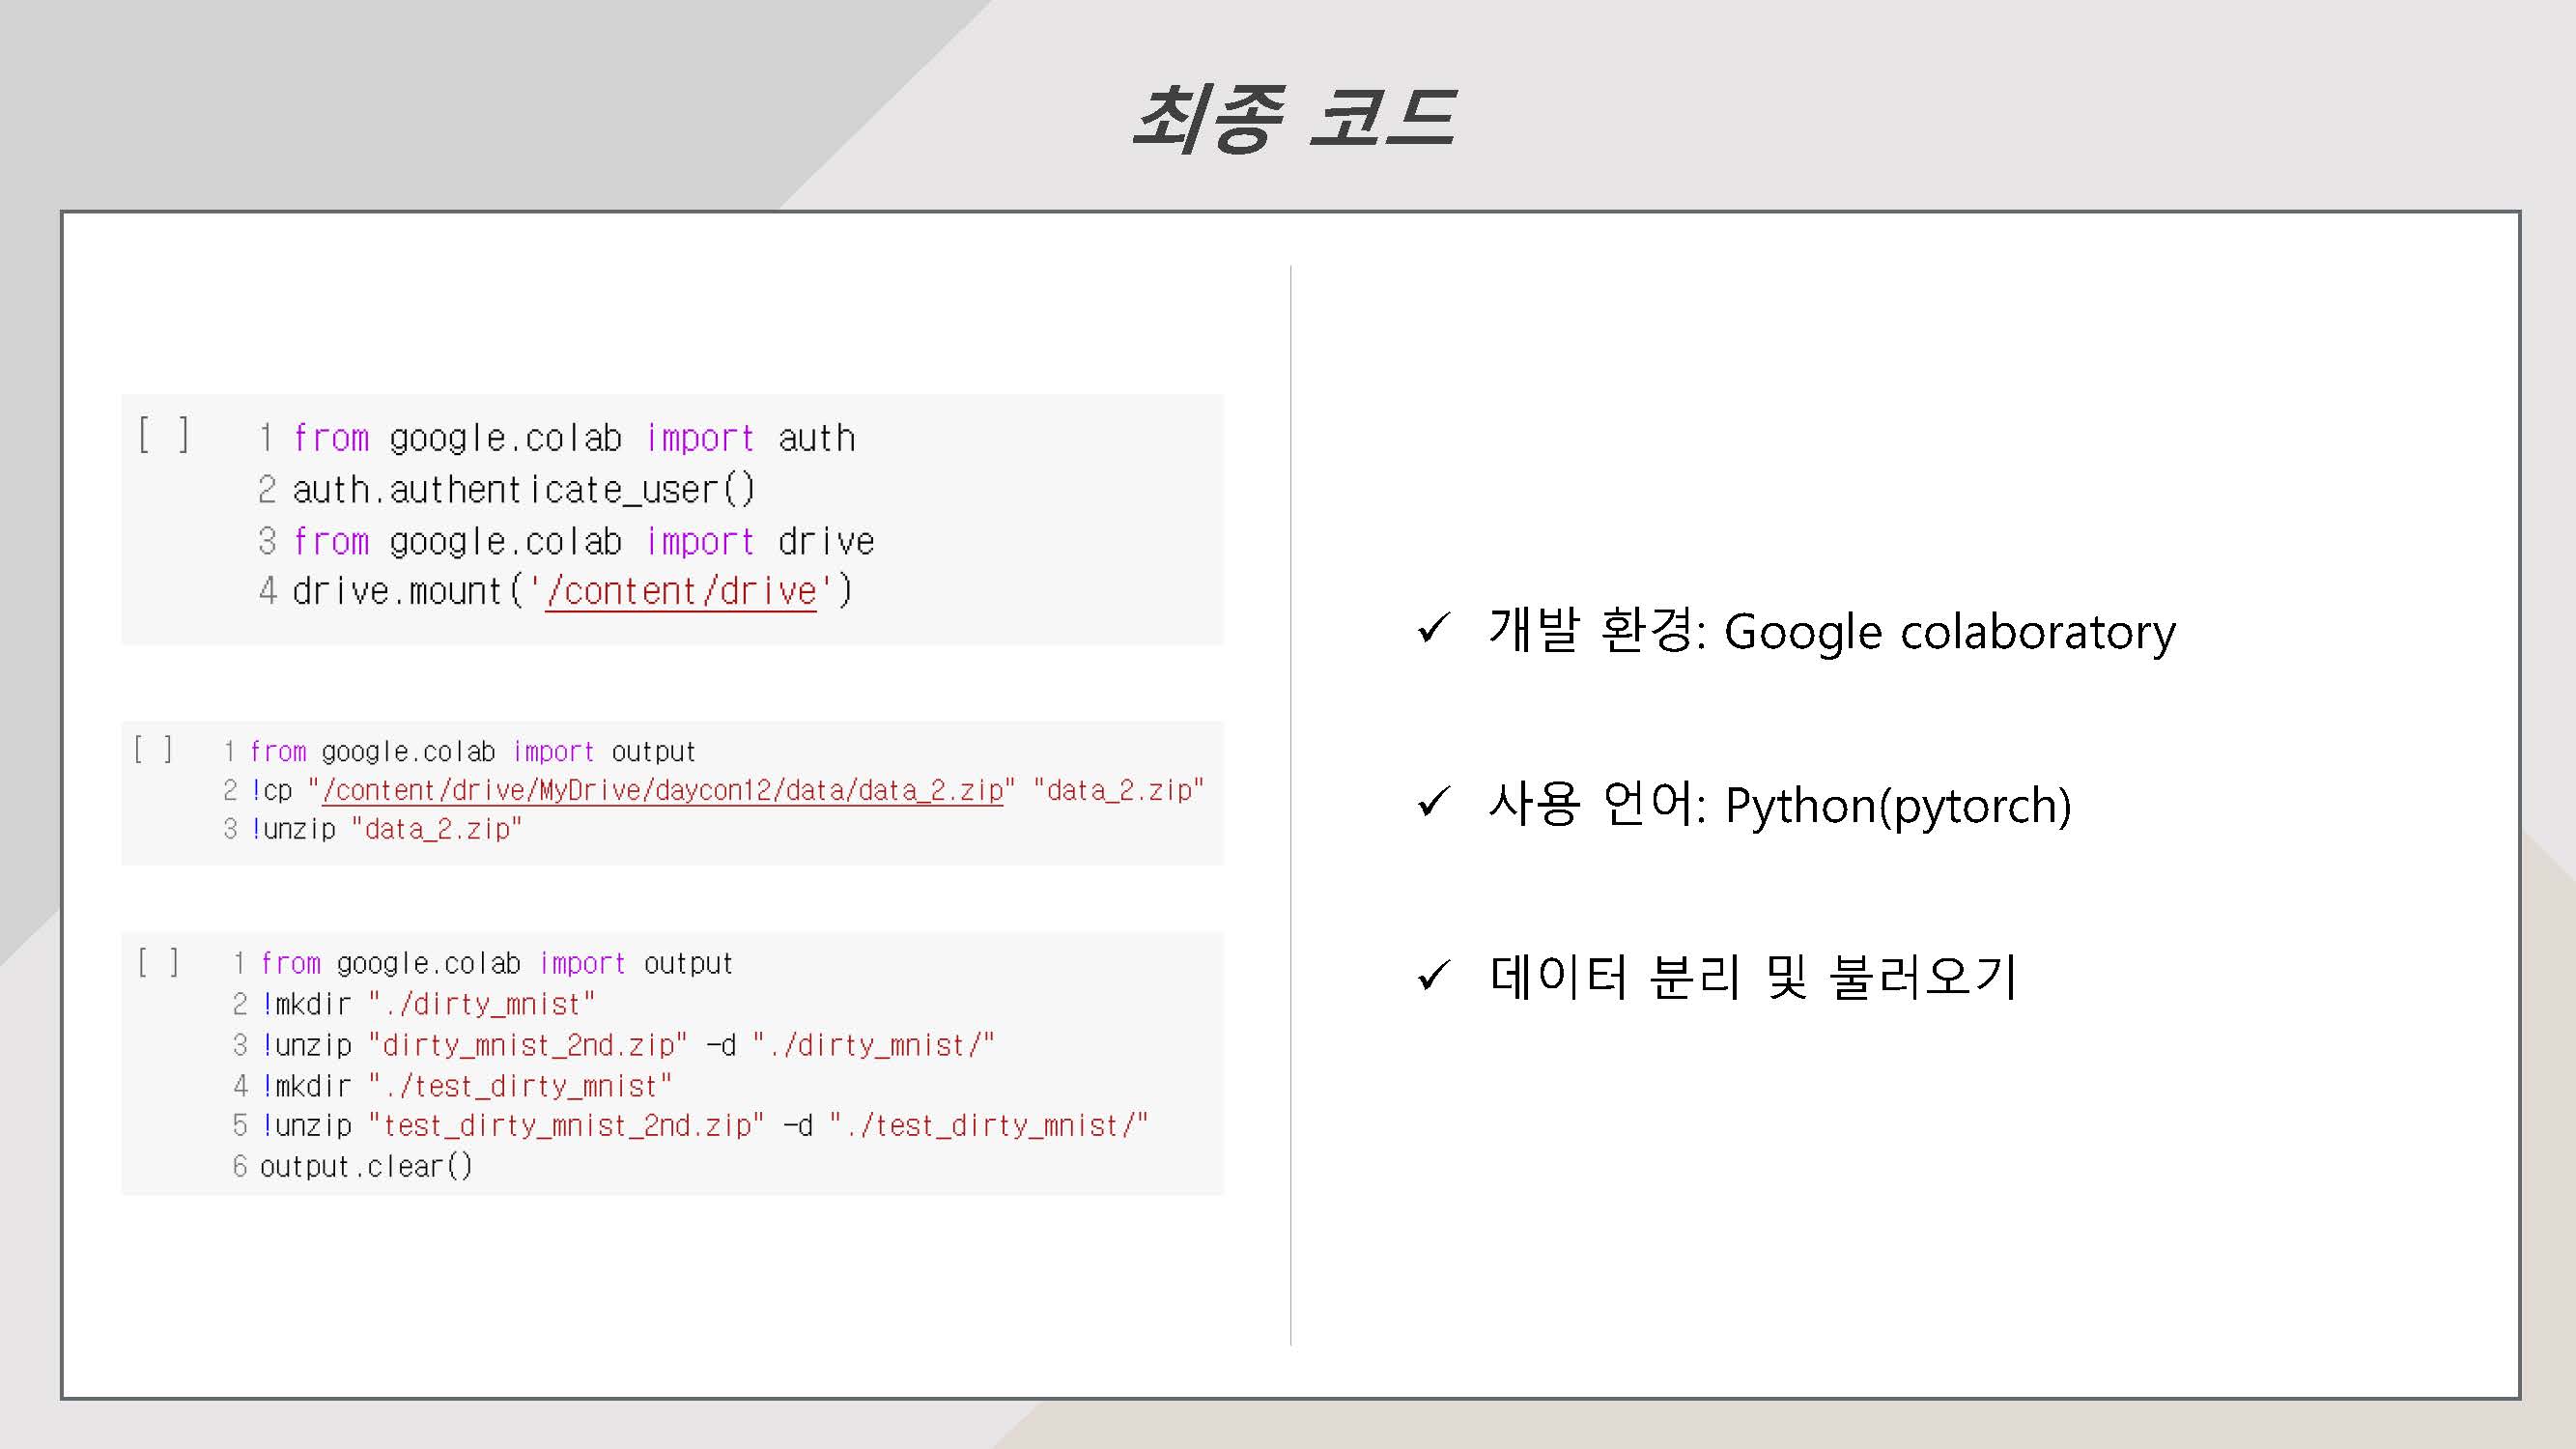 최종 코드
[ ] 1 from google.colab import auth
2 auth.authenticate_user()
3 from google.colab import drive
4 drive.mount('/content/drive')
[ ] 1 from google.colab import output
2 !cp "/content/drive/MyDrive/daycon12/data/data_2.zip" "data_2.zip"
3 !unzip "data_2.zip"
[ ] 1 from google.colab import output
2 !mkdir "./dirty_mnist"
3 !unzip "dirty_mnist_2nd.zip" -d "./dirty_mnist/"
4 !mkdir "./test_dirty_mnist"
5 !unzip "test_dirty_mnist_2nd.zip" -d "./test_dirty_mnist/"
6 output.clear()
✓ 개발 환경: Google colaboratory
✓ 사용 언어: Python(pytorch)
✓ 데이터 분리 및 불러오기